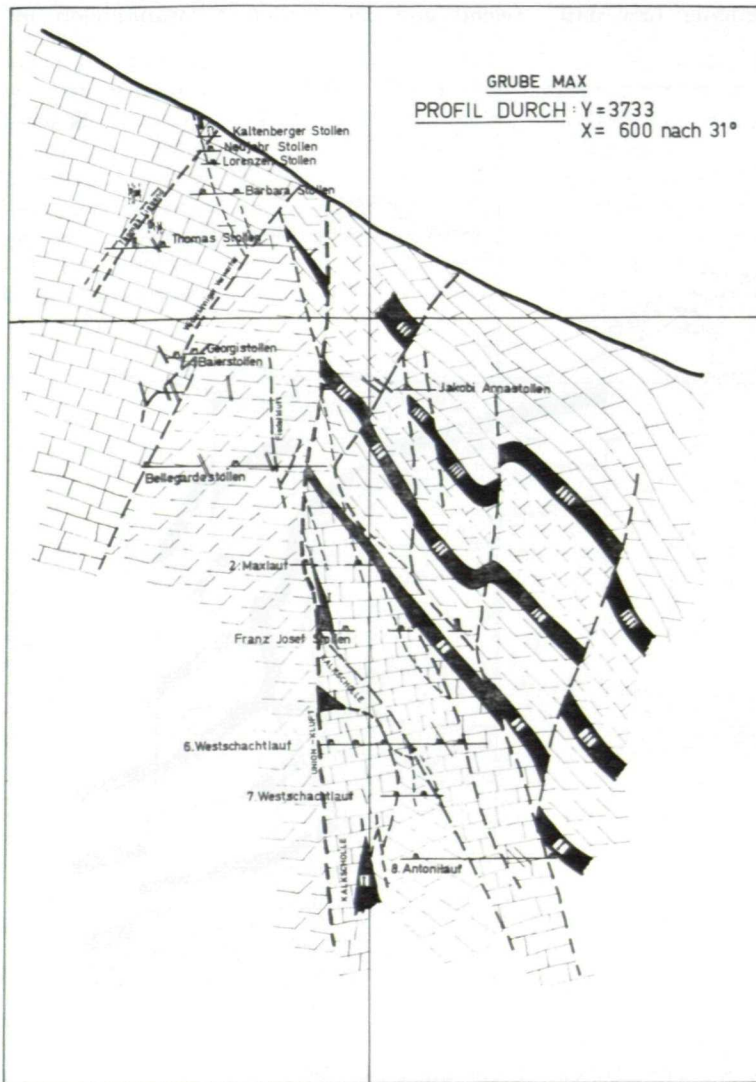 GRUBE MAX
PROFIL DURCH : Y = 3733
X = 600 nach 31°
Kaltenberger Stollen
Neujahr Stollen
Lorenzen Stollen
Barbara Stollen
Thomas Stollen
Georgistollen
Baierstollen
Jakobi Annastollen
Bellegardestollen
2. Maxlauf
Franz Josef Stollen
KALKSCHOLLE
UNION - KLUFT
6. Westschachtlauf
7. Westschachtlauf
KALKSCHOLLE
8. Antonilauf